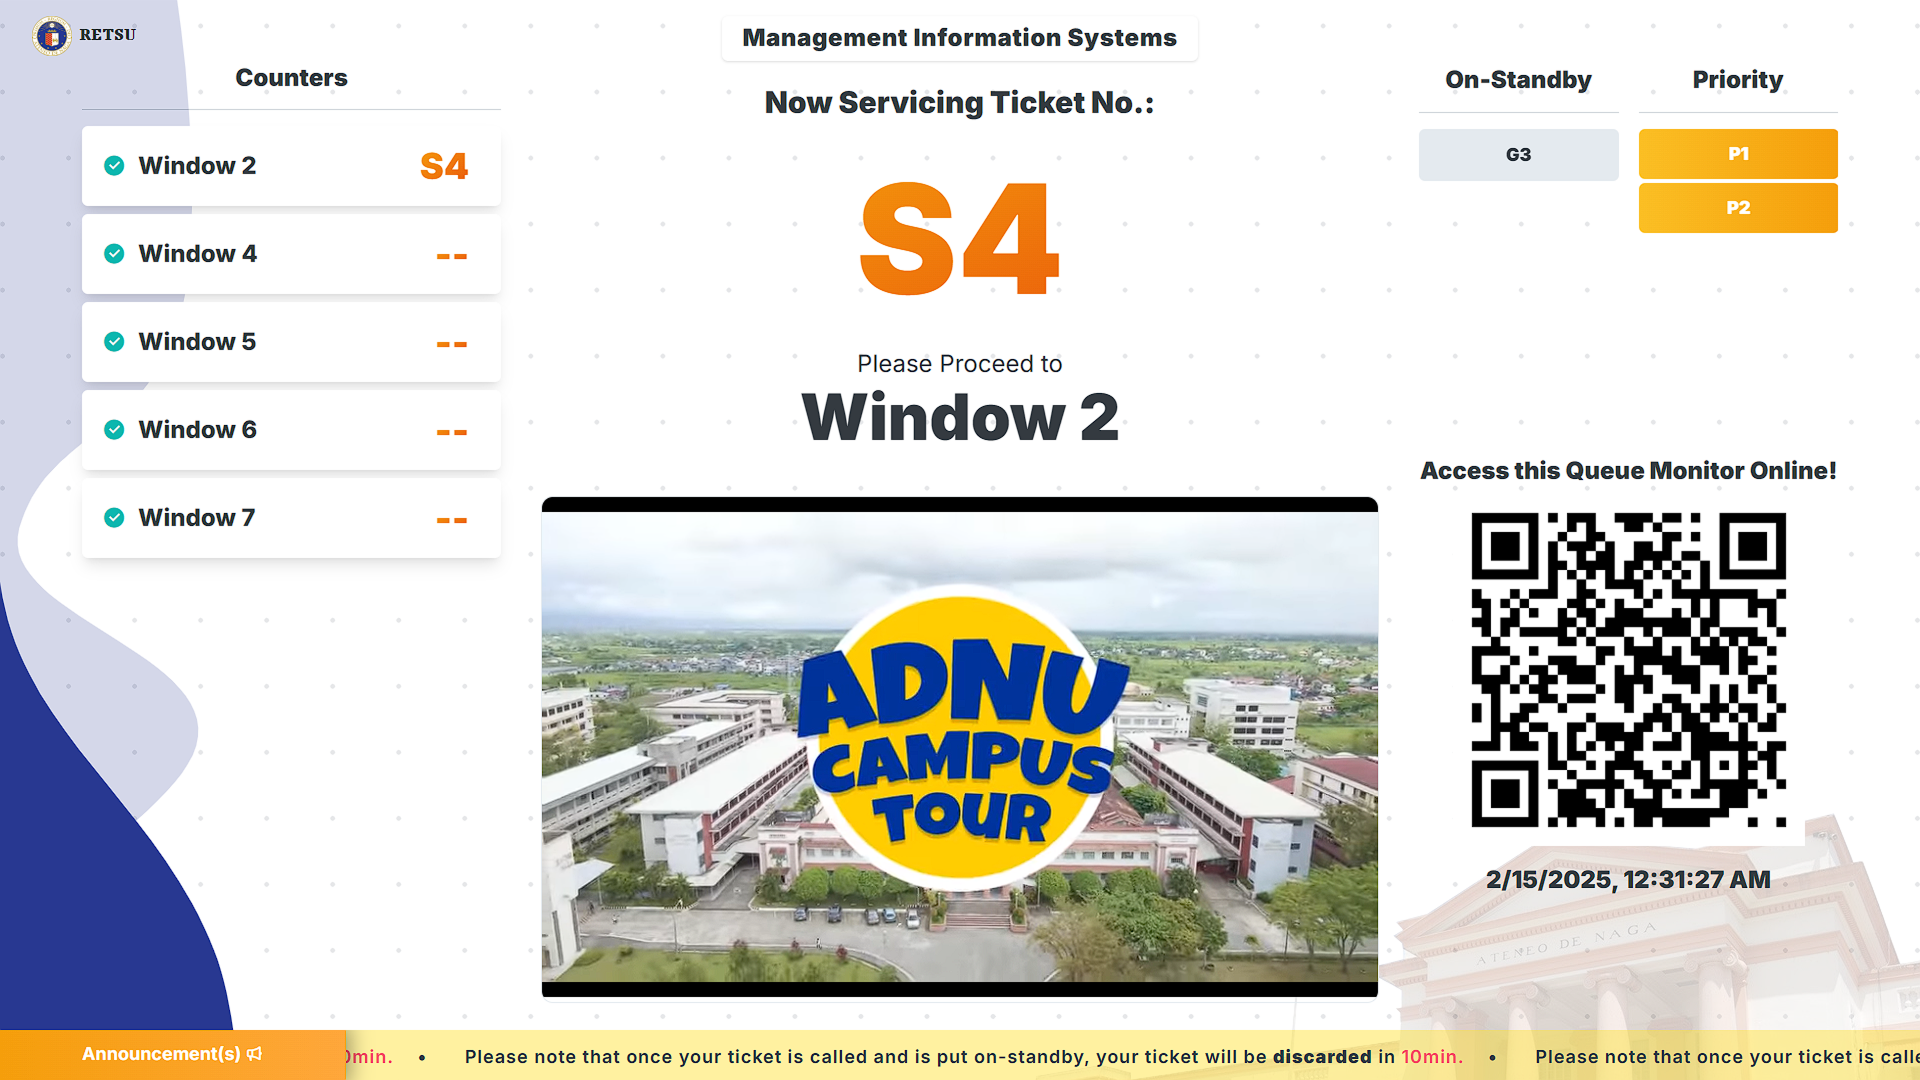 RETSU
Management Information Systems
Counters
Window 2 S4
Window 4 --
Window 5 --
Window 6 --
Window 7 --
Now Servicing Ticket No.:
S4
Please Proceed to
Window 2
ADNU
CAMPUS
TOUR
On-Standby
G3
Priority
P1
P2
Access this Queue Monitor Online!
2/15/2025, 12:31:27 AM
ATENEO DE NAGA
Announcement(s)
0min. • Please note that once your ticket is called and is put on-standby, your ticket will be discarded in 10min. • Please note that once your ticket is calle